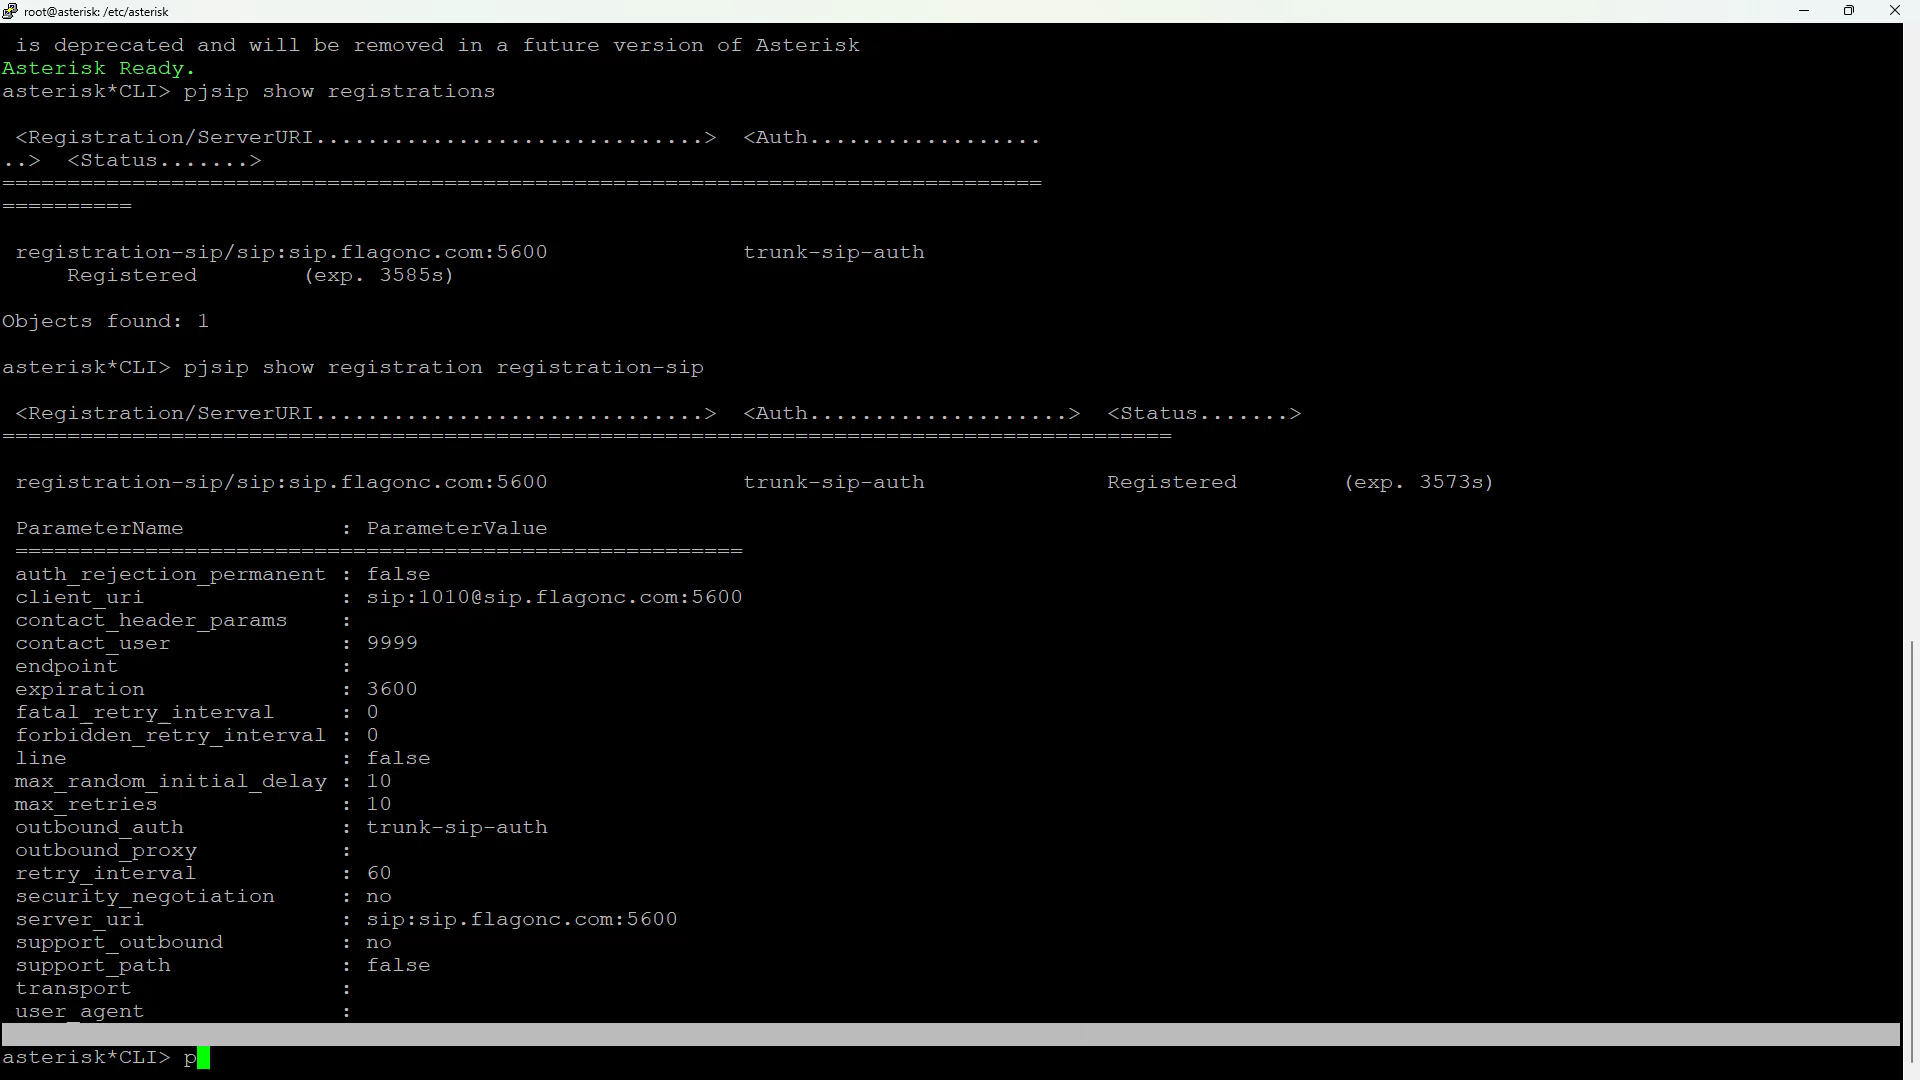 root@asterisk: /etc/asterisk
 is deprecated and will be removed in a future version of Asterisk
Asterisk Ready.
asterisk*CLI> pjsip show registrations
 <Registration/ServerURI..............................>  <Auth..................
..>  <Status.......>
================================================================================
==========
 registration-sip/sip:sip.flagonc.com:5600               trunk-sip-auth
     Registered        (exp. 3585s)
Objects found: 1
asterisk*CLI> pjsip show registration registration-sip
 <Registration/ServerURI..............................>  <Auth....................>  <Status.......>
==========================================================================================
 registration-sip/sip:sip.flagonc.com:5600               trunk-sip-auth              Registered        (exp. 3573s)
 ParameterName            : ParameterValue
 ========================================================
 auth_rejection_permanent : false
 client_uri               : sip:1010@sip.flagonc.com:5600
 contact_header_params    :
 contact_user             : 9999
 endpoint                 :
 expiration               : 3600
 fatal_retry_interval     : 0
 forbidden_retry_interval : 0
 line                     : false
 max_random_initial_delay : 10
 max_retries              : 10
 outbound_auth            : trunk-sip-auth
 outbound_proxy           :
 retry_interval           : 60
 security_negotiation     : no
 server_uri               : sip:sip.flagonc.com:5600
 support_outbound         : no
 support_path             : false
 transport                :
 user_agent               :
asterisk*CLI> p